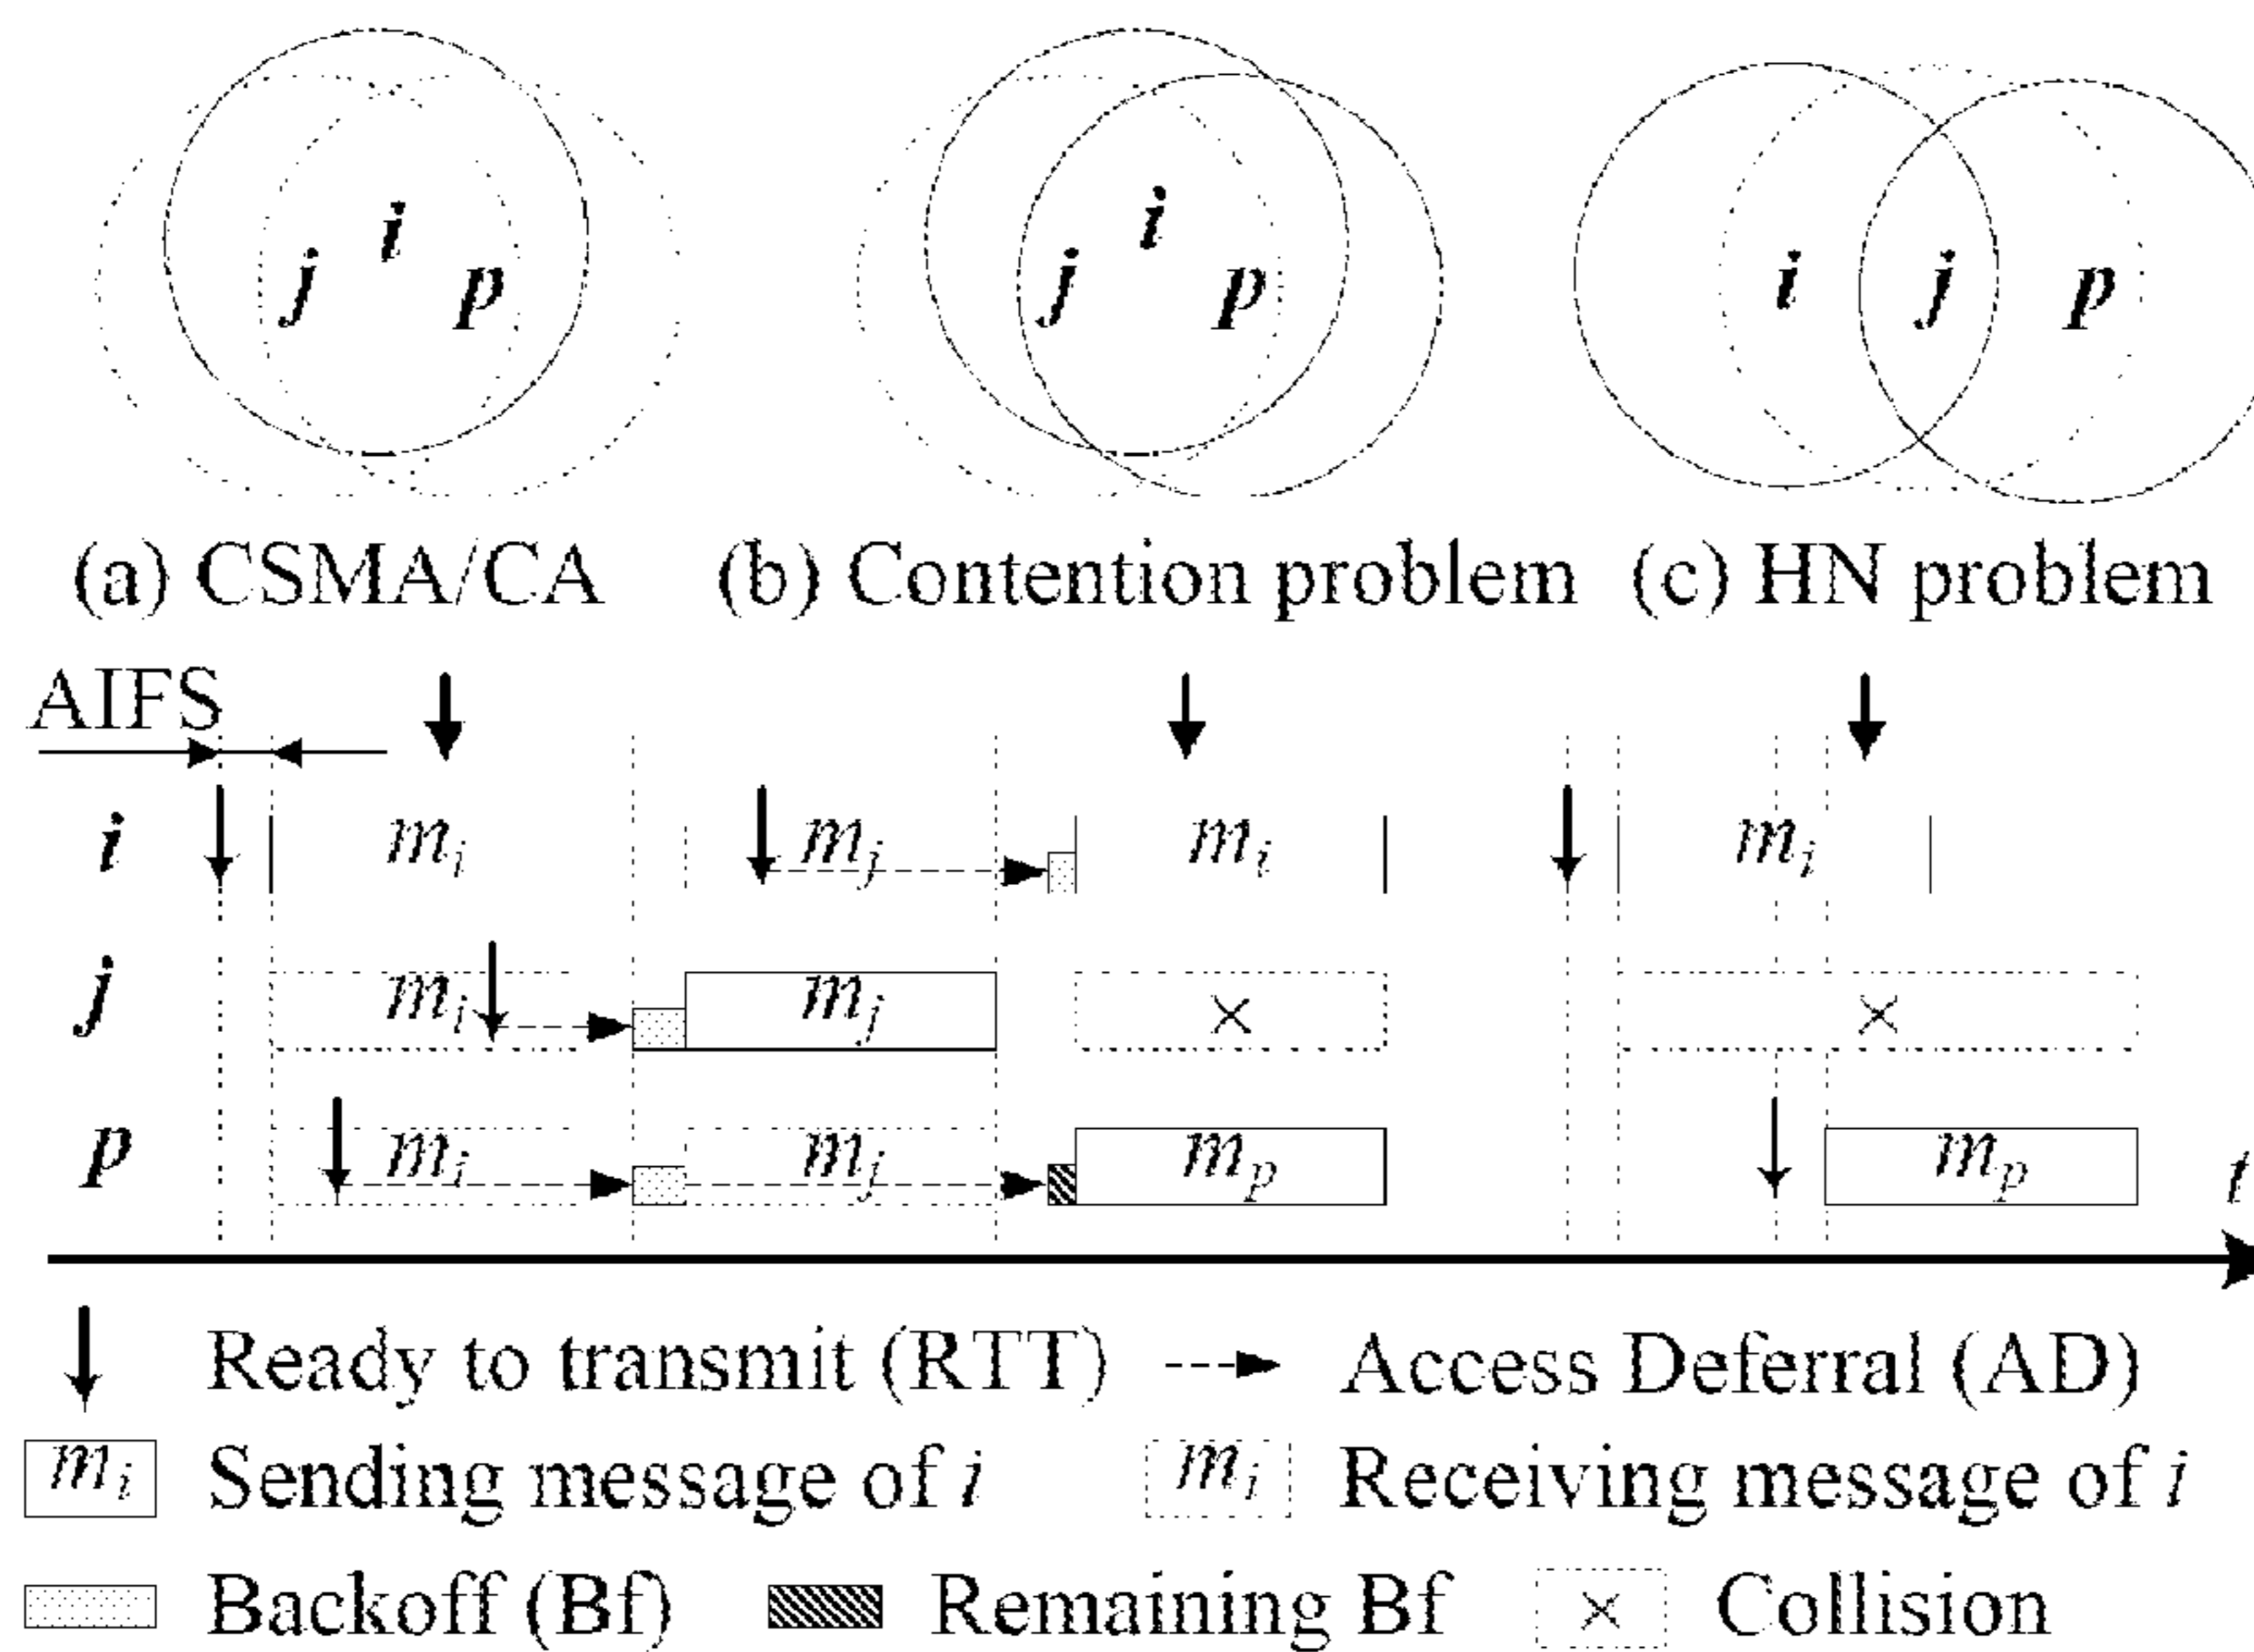 i
j p
i
j p
i j p
(a) CSMA/CA (b) Contention problem (c) HN problem
AIFS
i m_i m_j m_i m_i
j m_i m_j ×
×
p m_i m_j m_p m_p
t
Ready to transmit (RTT) Access Deferral (AD)
m_i Sending message of i m_i Receiving message of i
Backoff (Bf) Remaining Bf × Collision